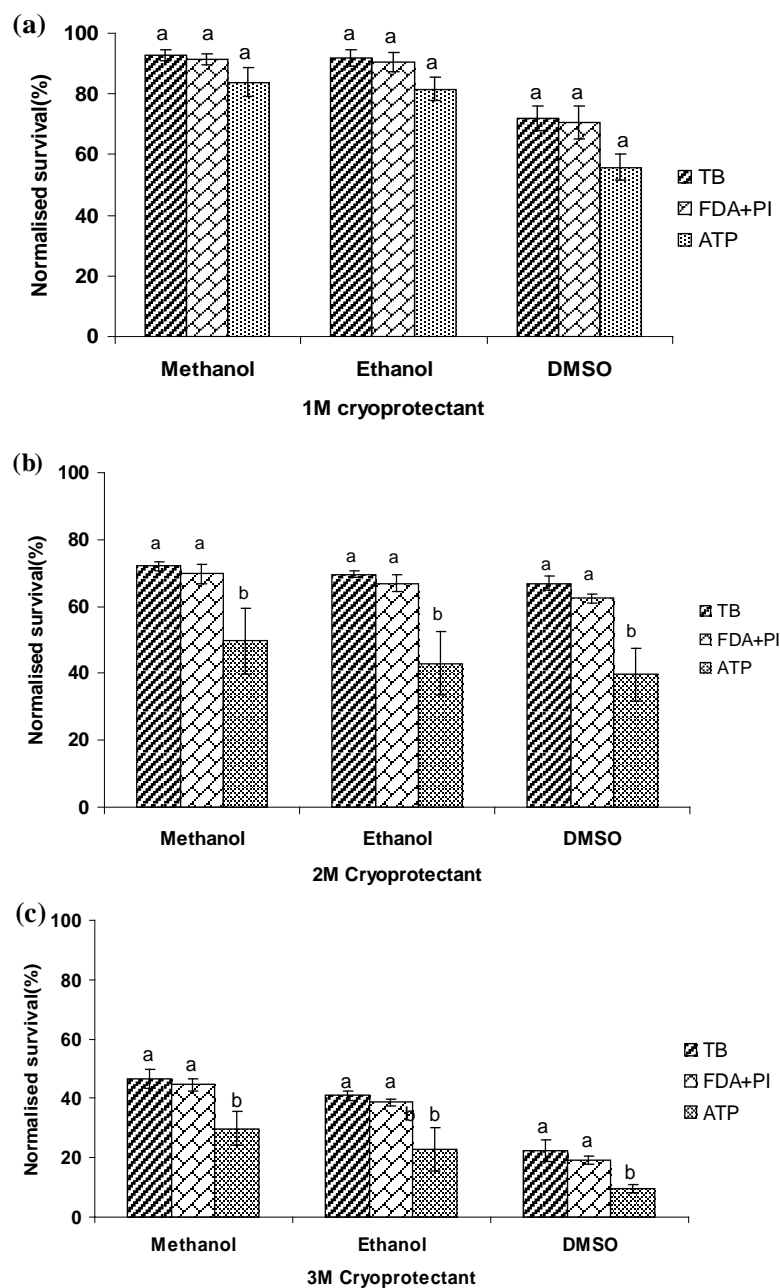 (a)
100
a a a a a a
80
a a
a
60
40
20
0
Normalised survival(%)
Methanol Ethanol DMSO
1M cryoprotectant
TB
FDA+PI
ATP
(b)
100
80
a a a a a a
60
b b b
40
20
0
Normalised survival(%)
Methanol Ethanol DMSO
2M Cryoprotectant
TB
FDA+PI
ATP
(c)
100
80
60
a a a a
40
b b b a a
20
b
0
Normalised survival(%)
Methanol Ethanol DMSO
3M Cryoprotectant
TB
FDA+PI
ATP